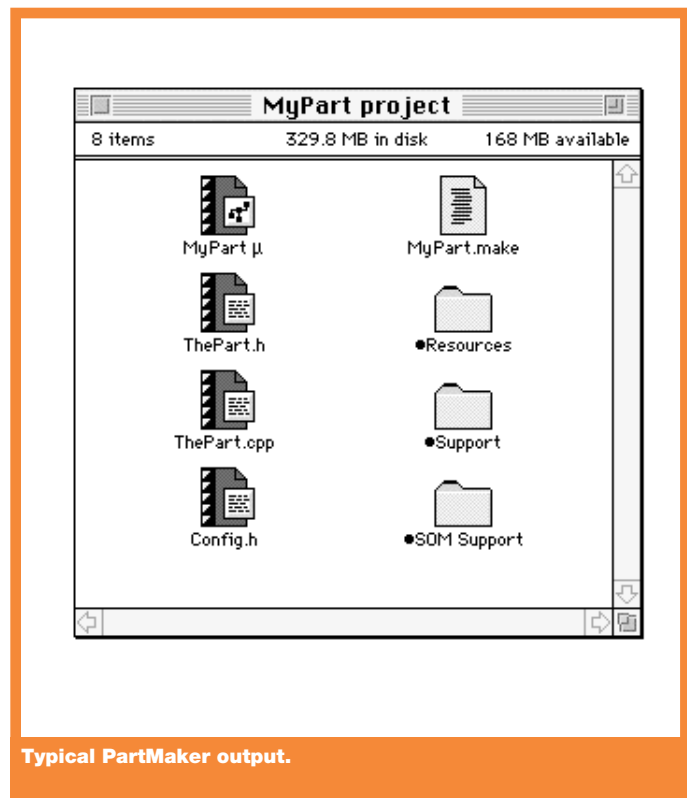 MyPart project
8 items 329.8 MB in disk 168 MB available
MyPart µ MyPart.make
ThePart.h •Resources
ThePart.cpp •Support
Config.h •SOM Support
Typical PartMaker output.